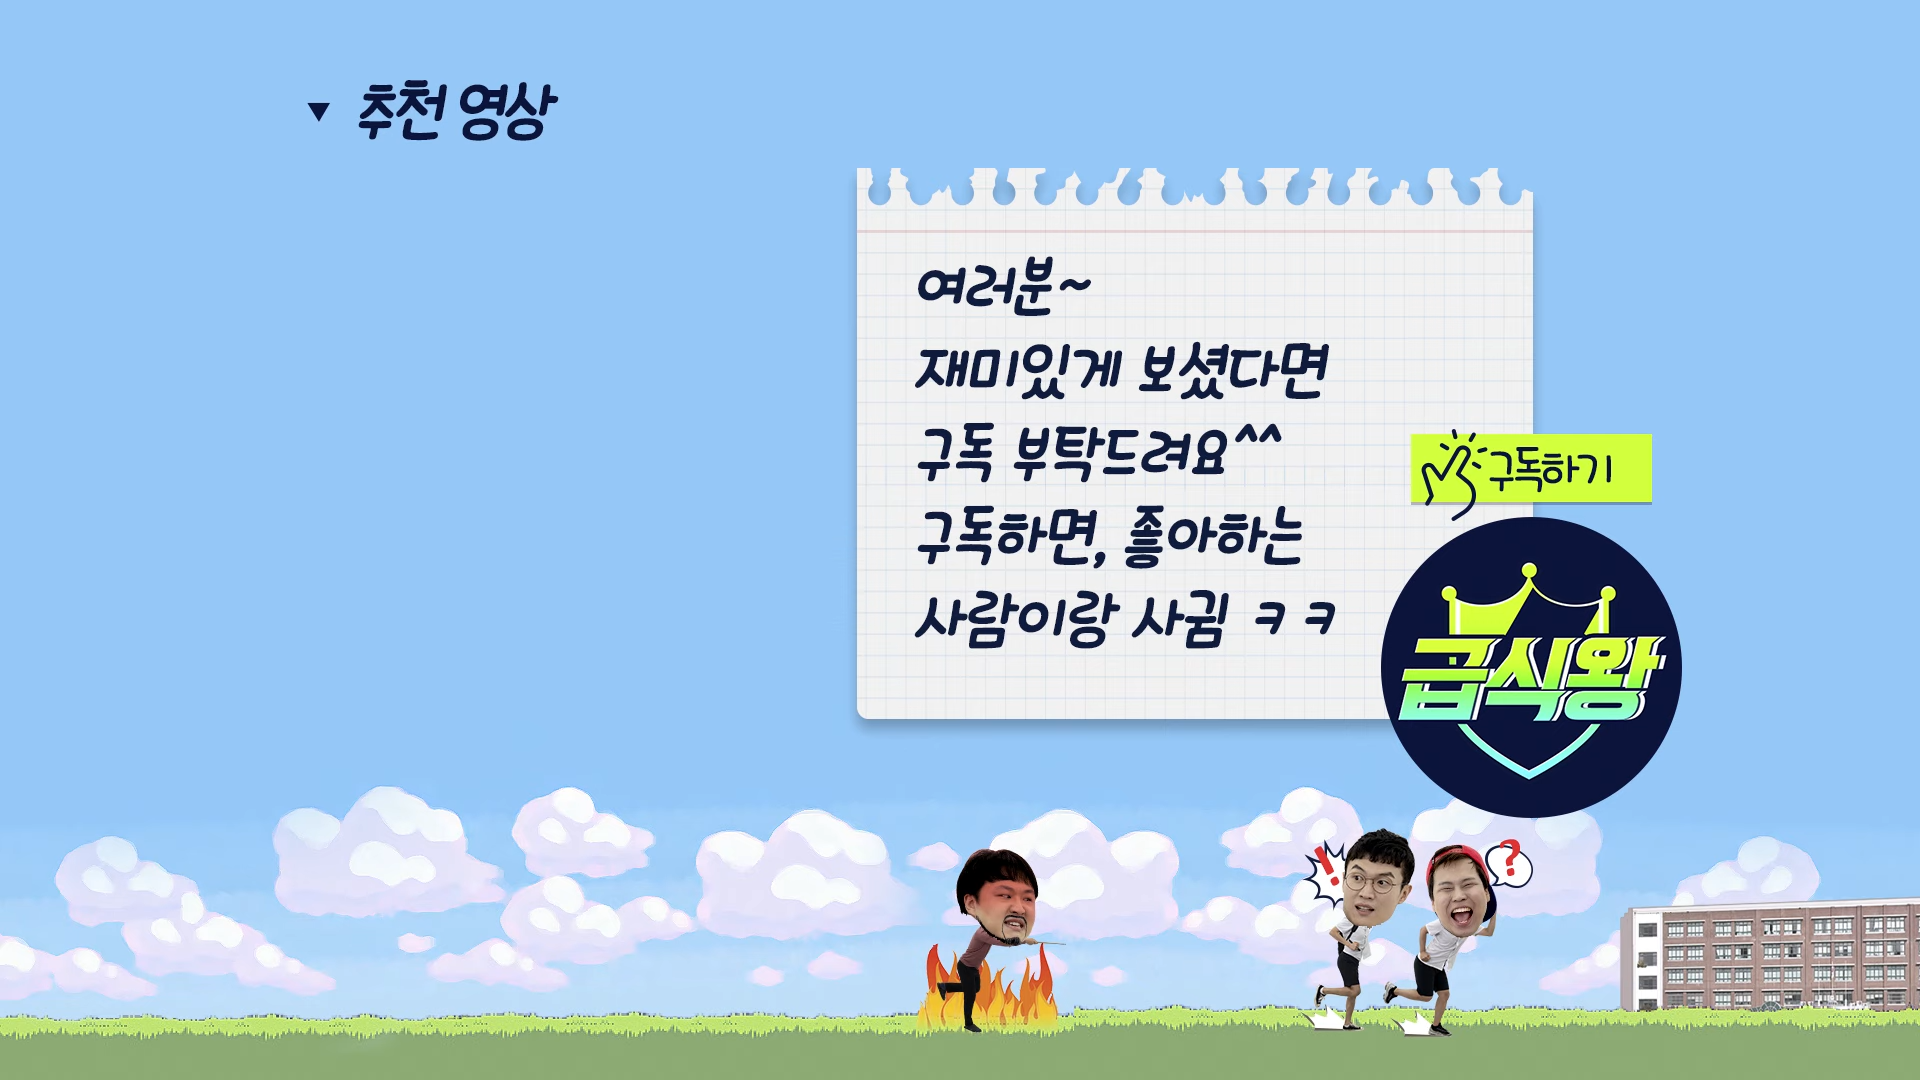 ▼ 추천 영상
여러분~
재미있게 보셨다면
구독 부탁드려요^^
구독하면, 좋아하는
사람이랑 사귐 ㅋㅋ
구독하기
급식왕
!
?